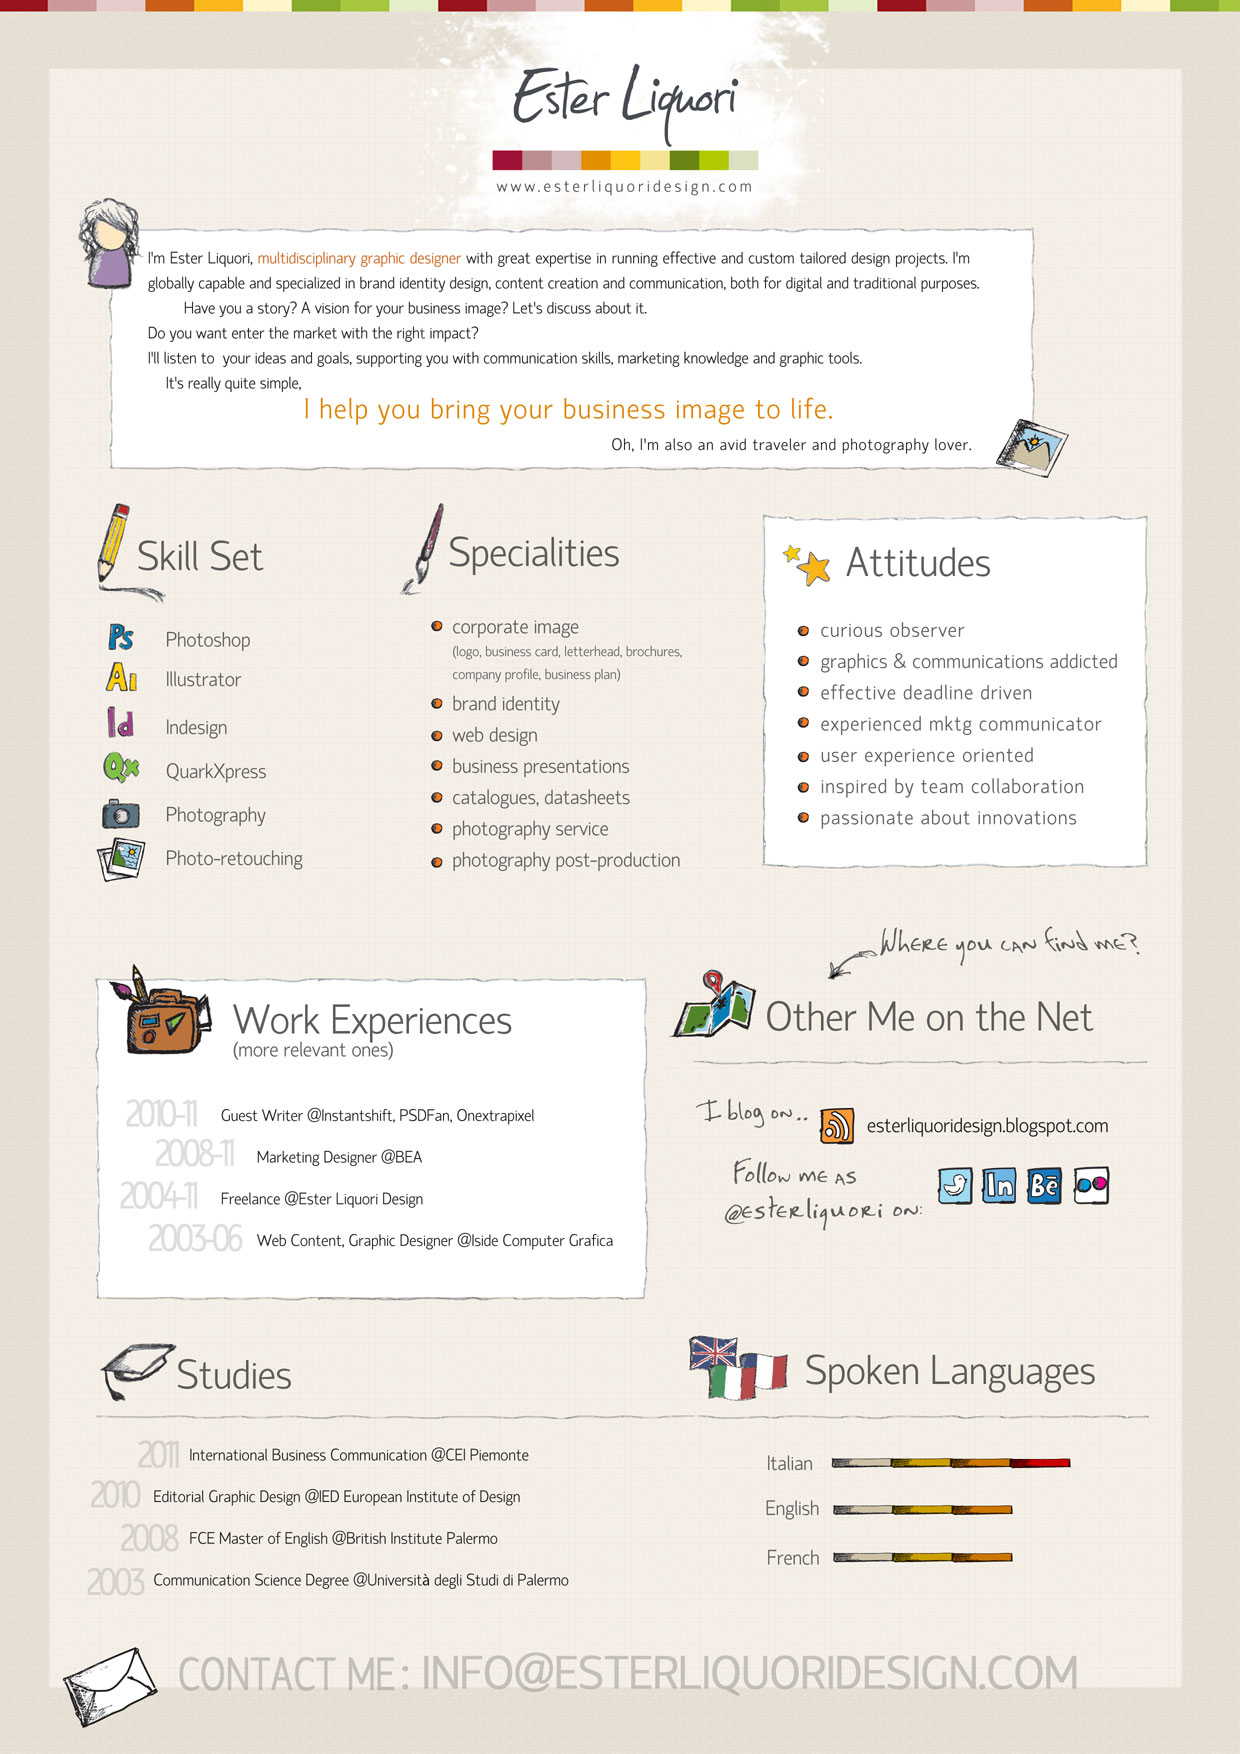 Ester Liquori
www.esterliquoridesign.com
I'm Ester Liquori, multidisciplinary graphic designer with great expertise in running effective and custom tailored design projects. I'm
globally capable and specialized in brand identity design, content creation and communication, both for digital and traditional purposes.
Have you a story? A vision for your business image? Let's discuss about it.
Do you want enter the market with the right impact?
I'll listen to your ideas and goals, supporting you with communication skills, marketing knowledge and graphic tools.
It's really quite simple,
I help you bring your business image to life.
Oh, I'm also an avid traveler and photography lover.
Skill Set
Ps Photoshop
Ai Illustrator
Id Indesign
Qx QuarkXpress
Photography
Photo-retouching
Specialities
corporate image
(logo, business card, letterhead, brochures,
company profile, business plan)
brand identity
web design
business presentations
catalogues, datasheets
photography service
photography post-production
Attitudes
curious observer
graphics & communications addicted
effective deadline driven
experienced mktg communicator
user experience oriented
inspired by team collaboration
passionate about innovations
Work Experiences
(more relevant ones)
2010-11 Guest Writer @Instantshift, PSDFan, Onextrapixel
2008-11 Marketing Designer @BEA
2004-11 Freelance @Ester Liquori Design
2003-06 Web Content, Graphic Designer @Iside Computer Grafica
Where you can find me?
Other Me on the Net
I blog on..
esterliquoridesign.blogspot.com
Follow me as
@esterliquori on:
in Bē
Studies
2011 International Business Communication @CEI Piemonte
2010 Editorial Graphic Design @IED European Institute of Design
2008 FCE Master of English @British Institute Palermo
2003 Communication Science Degree @Università degli Studi di Palermo
Spoken Languages
Italian
English
French
CONTACT ME: INFO@ESTERLIQUORIDESIGN.COM